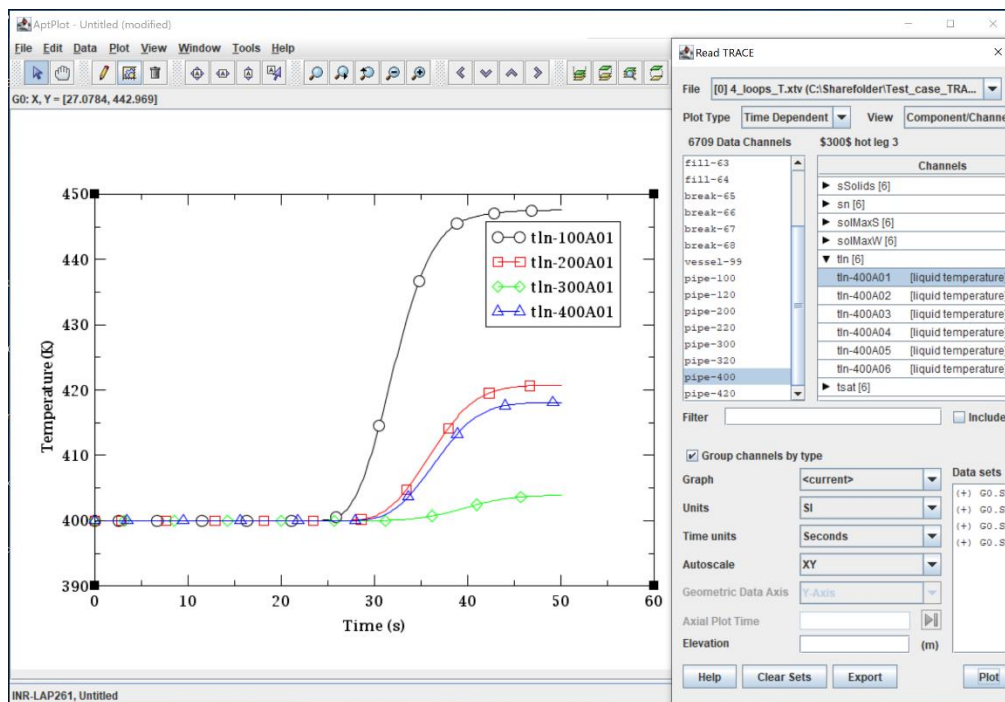 AptPlot - Untitled (modified)
File Edit Data Plot View Window Tools Help
G0: X, Y = [27.0784, 442.969]
450
440
430
420
410
400
390
Temperature(K)
0 10 20 30 40 50 60
Time (s)
tln-100A01
tln-200A01
tln-300A01
tln-400A01
INR-LAP261, Untitled
Read TRACE
File [0] 4_loops_T.xtv (C:\Sharefolder\Test_case_TRA...
Plot Type Time Dependent View Component/Channe
6709 Data Channels $300$ hot leg 3
fill-63
fill-64
break-65
break-66
break-67
break-68
vessel-99
pipe-100
pipe-120
pipe-200
pipe-220
pipe-300
pipe-320
pipe-400
pipe-420
Channels
sSolids [6]
sn [6]
solMaxS [6]
solMaxW [6]
tln [6]
tln-400A01 [liquid temperature]
tln-400A02 [liquid temperature]
tln-400A03 [liquid temperature]
tln-400A04 [liquid temperature]
tln-400A05 [liquid temperature]
tln-400A06 [liquid temperature]
tsat [6]
Filter Include
Group channels by type
Graph <current> Data sets
Units SI
Time units Seconds
Autoscale XY
Geometric Data Axis Y-Axis
Axial Plot Time
Elevation (m)
(+) G0.S
(+) G0.S
(+) G0.S
(+) G0.S
Help Clear Sets Export Plot